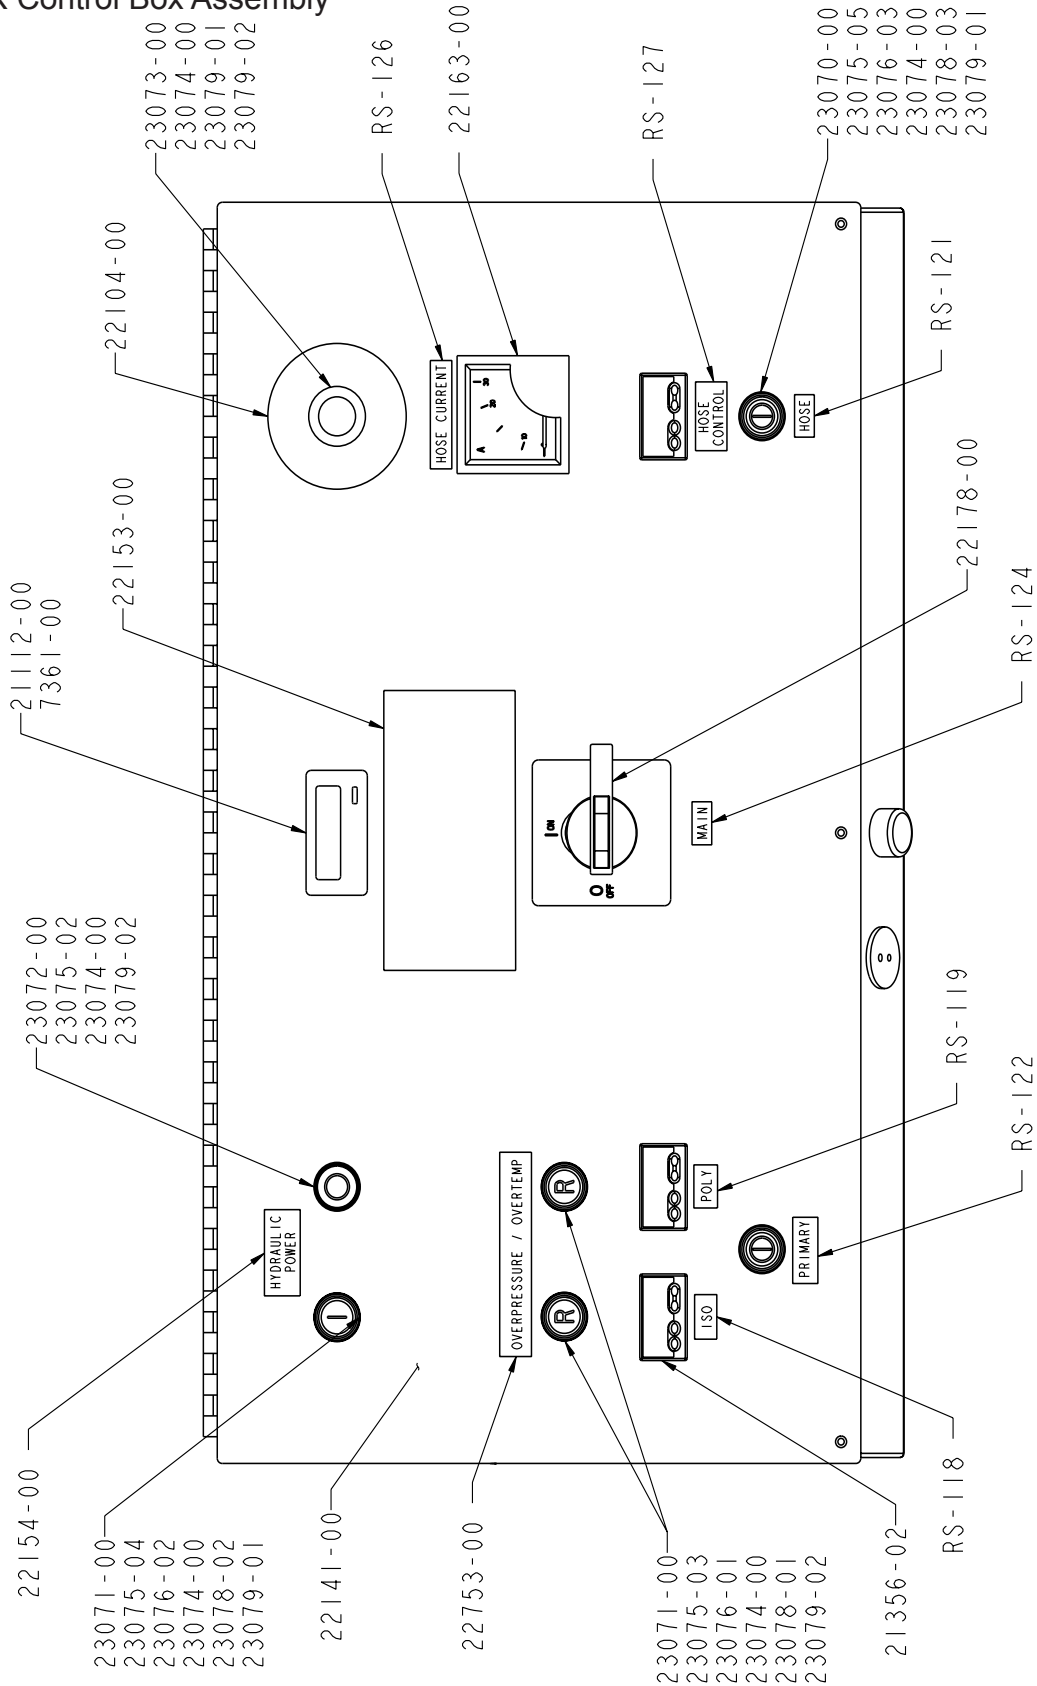 Control Box Assembly
22154-00
23071-00
23075-04
23076-02
23074-00
23078-02
23079-01
22141-00
22753-00
23071-00
23075-03
23076-01
23074-00
23078-01
23079-02
21356-02
RS-118
23072-00
23075-02
23074-00
23079-02
21112-00
7361-00
22153-00
22104-00
23073-00
23074-00
23079-01
23079-02
RS-126
22163-00
RS-127
23070-00
23075-05
23076-03
23074-00
23078-03
23079-01
RS-121
22178-00
RS-124
RS-119
RS-122
HYDRAULIC
POWER
OVERPRESSURE / OVERTEMP
R
R
ISO
POLY
PRIMARY
I ON
O
OFF
MAIN
HOSE CURRENT
A
10
20
30
HOSE
CONTROL
HOSE